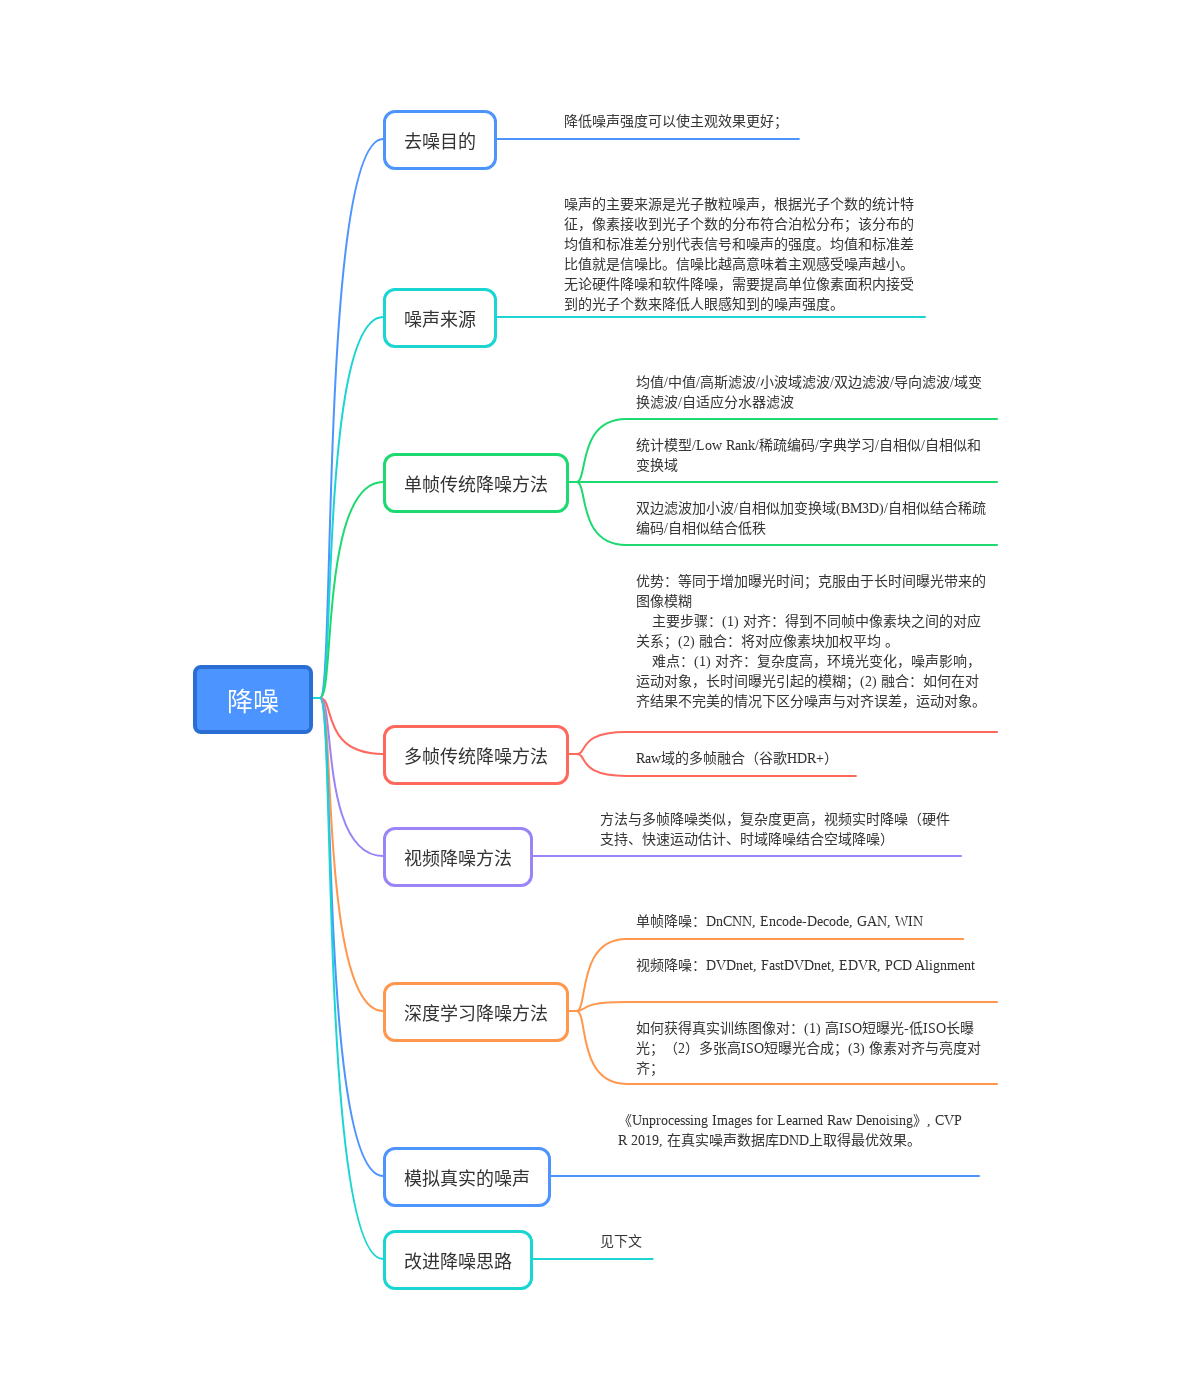 降噪
去噪目的
降低噪声强度可以使主观效果更好；
噪声来源
噪声的主要来源是光子散粒噪声，根据光子个数的统计特
征，像素接收到光子个数的分布符合泊松分布；该分布的
均值和标准差分别代表信号和噪声的强度。均值和标准差
比值就是信噪比。信噪比越高意味着主观感受噪声越小。
无论硬件降噪和软件降噪，需要提高单位像素面积内接受
到的光子个数来降低人眼感知到的噪声强度。
单帧传统降噪方法
均值/中值/高斯滤波/小波域滤波/双边滤波/导向滤波/域变
换滤波/自适应分水器滤波
统计模型/Low Rank/稀疏编码/字典学习/自相似/自相似和
变换域
双边滤波加小波/自相似加变换域(BM3D)/自相似结合稀疏
编码/自相似结合低秩
多帧传统降噪方法
优势：等同于增加曝光时间；克服由于长时间曝光带来的
图像模糊
主要步骤：(1) 对齐：得到不同帧中像素块之间的对应
关系；(2) 融合：将对应像素块加权平均 。
难点：(1) 对齐：复杂度高，环境光变化，噪声影响，
运动对象，长时间曝光引起的模糊；(2) 融合：如何在对
齐结果不完美的情况下区分噪声与对齐误差，运动对象。
Raw域的多帧融合（谷歌HDR+）
视频降噪方法
方法与多帧降噪类似，复杂度更高，视频实时降噪（硬件
支持、快速运动估计、时域降噪结合空域降噪）
深度学习降噪方法
单帧降噪：DnCNN, Encode-Decode, GAN, WIN
视频降噪：DVDnet, FastDVDnet, EDVR, PCD Alignment
如何获得真实训练图像对：(1) 高ISO短曝光-低ISO长曝
光；（2）多张高ISO短曝光合成；(3) 像素对齐与亮度对
齐；
模拟真实的噪声
《Unprocessing Images for Learned Raw Denoising》, CVP
R 2019, 在真实噪声数据库DND上取得最优效果。
改进降噪思路
见下文